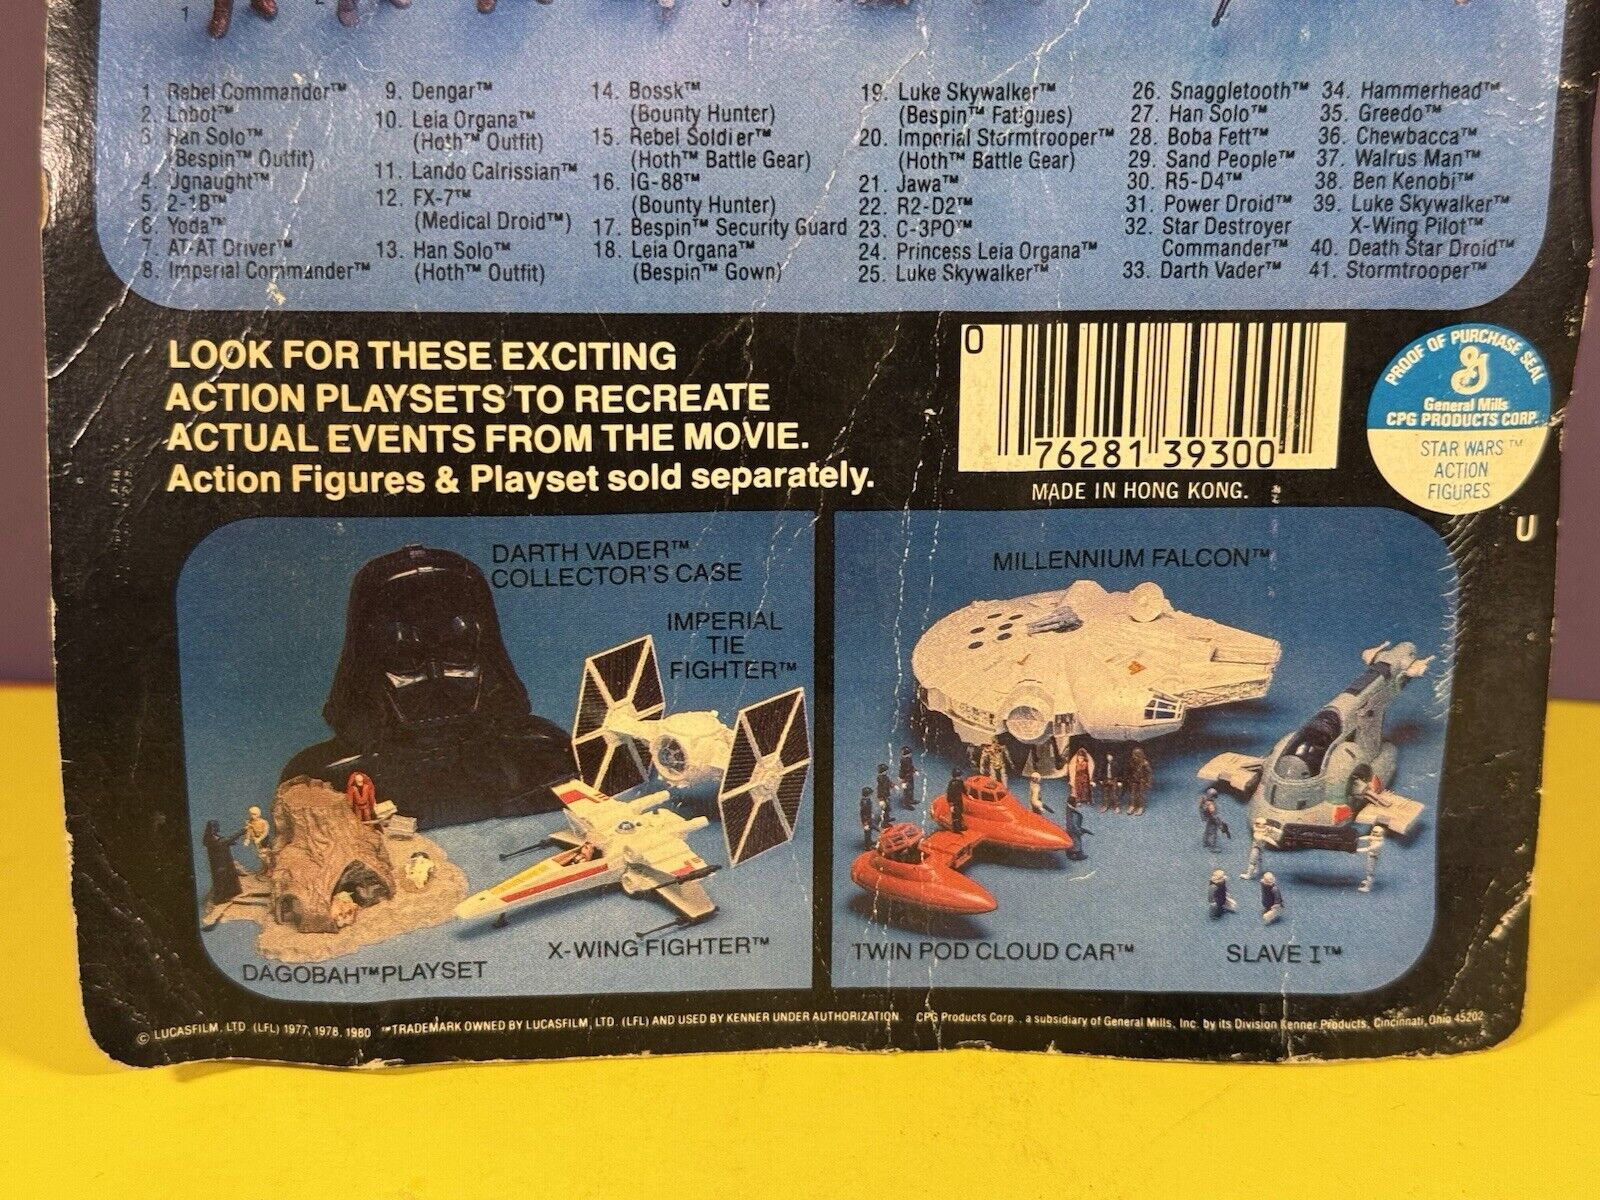 1
1 Rebel Commander™
2. Lobot™
3. Han Solo™
(Bespin™ Outfit)
4. Ugnaught™
5. 2-1B™
6. Yoda™
7. AT-AT Driver™
8. Imperial Commander™
9. Dengar™
10. Leia Organa™
(Hoth™ Outfit)
11. Lando Calrissian™
12. FX-7™
(Medical Droid™)
13. Han Solo™
(Hoth™ Outfit)
14. Bossk™
(Bounty Hunter)
15. Rebel Soldier™
(Hoth™ Battle Gear)
16. IG-88™
(Bounty Hunter)
17. Bespin™ Security Guard
18. Leia Organa™
(Bespin™ Gown)
19. Luke Skywalker™
(Bespin™ Fatigues)
20. Imperial Stormtrooper™
(Hoth™ Battle Gear)
21. Jawa™
22. R2-D2™
23. C-3PO™
24. Princess Leia Organa™
25. Luke Skywalker™
26. Snaggletooth™
27. Han Solo™
28. Boba Fett™
29. Sand People™
30. R5-D4™
31. Power Droid™
32. Star Destroyer
Commander™
33. Darth Vader™
34. Hammerhead™
35. Greedo™
36. Chewbacca™
37. Walrus Man™
38. Ben Kenobi™
39. Luke Skywalker™
X-Wing Pilot™
40. Death Star Droid™
41. Stormtrooper™
LOOK FOR THESE EXCITING
ACTION PLAYSETS TO RECREATE
ACTUAL EVENTS FROM THE MOVIE.
Action Figures & Playset sold separately.
0
76281 39300
MADE IN HONG KONG.
PROOF OF PURCHASE SEAL
General Mills
CPG PRODUCTS CORP.
STAR WARS™
ACTION
FIGURES
U
DARTH VADER™
COLLECTOR'S CASE
IMPERIAL
TIE
FIGHTER™
X-WING FIGHTER™
DAGOBAH™ PLAYSET
MILLENNIUM FALCON™
TWIN POD CLOUD CAR™
SLAVE I™
© LUCASFILM, LTD. (LFL) 1977, 1978, 1980 ™TRADEMARK OWNED BY LUCASFILM, LTD. (LFL) AND USED BY KENNER UNDER AUTHORIZATION. CPG Products Corp., a subsidiary of General Mills, Inc. by its Division Kenner Products, Cincinnati, Ohio 45202